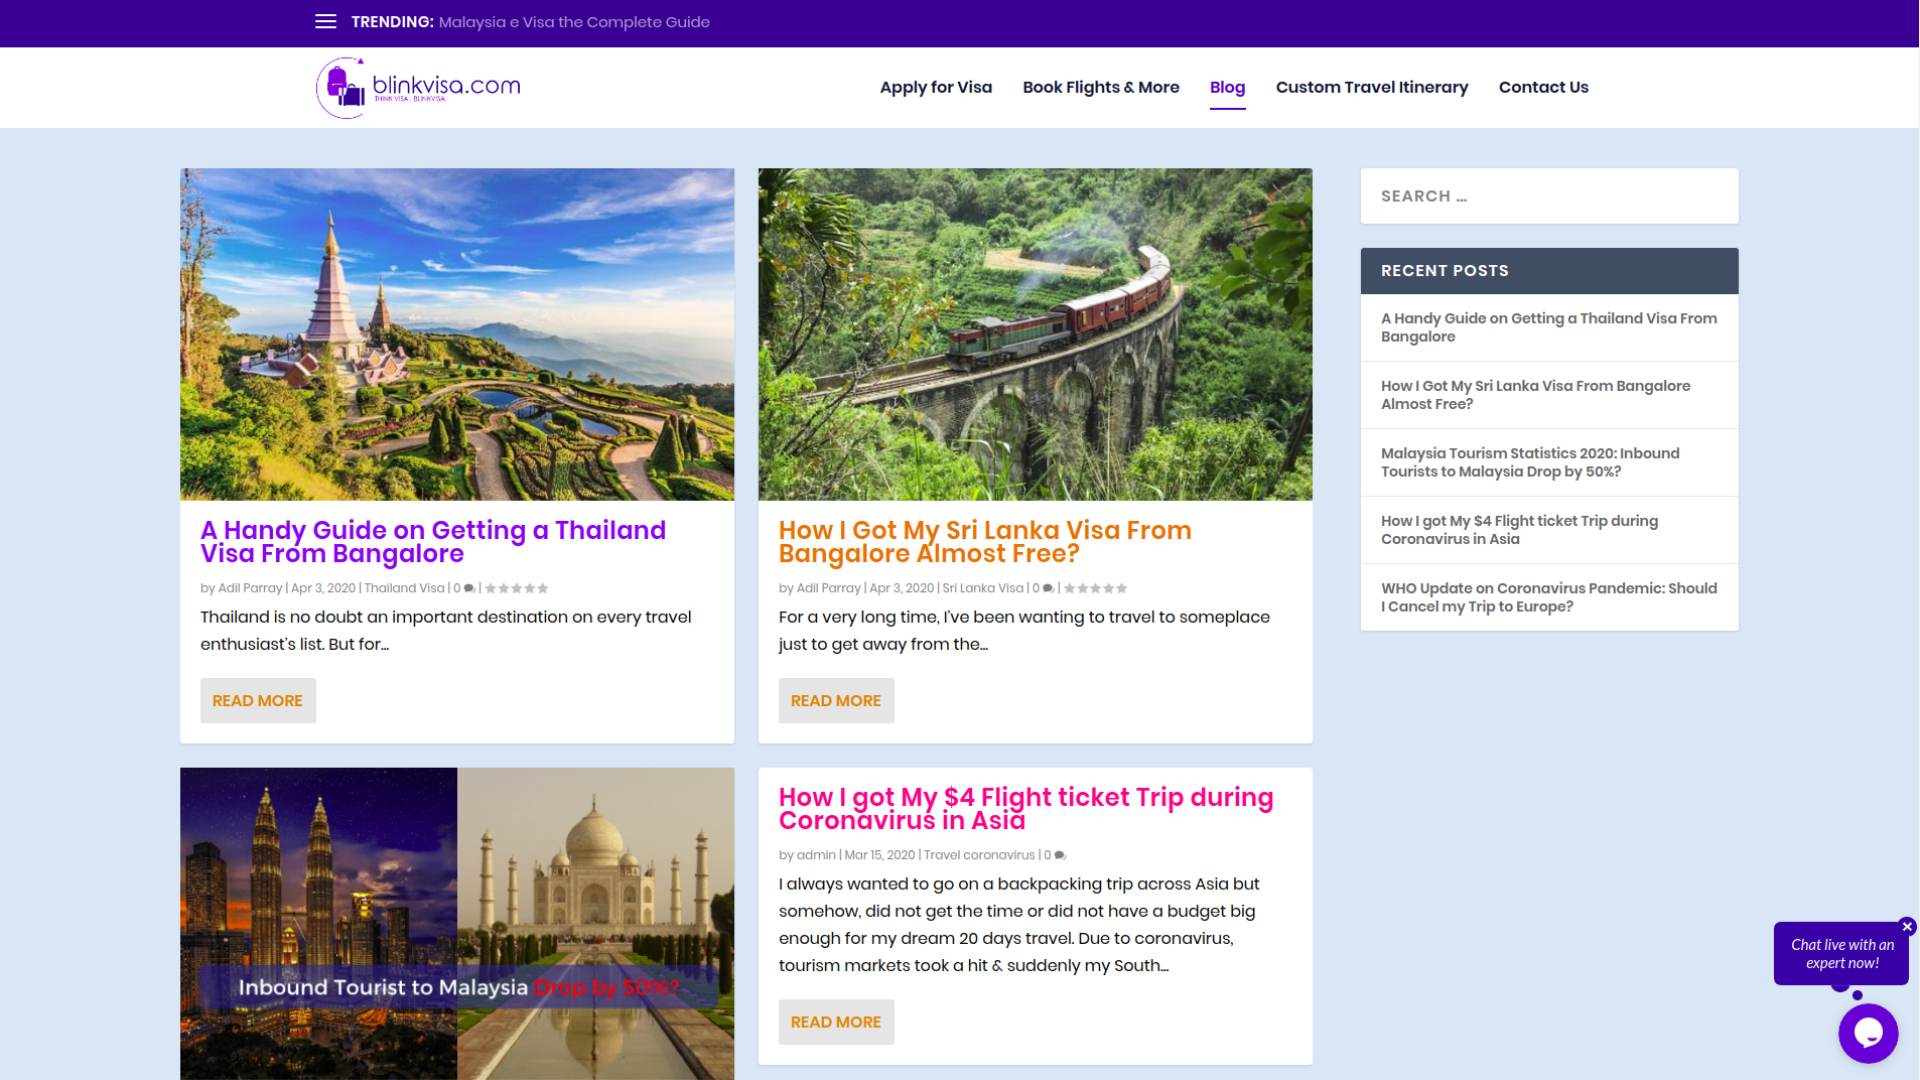 TRENDING: Malaysia e Visa the Complete Guide
blinkvisa.com
THINK VISA . BLINKVISA
Apply for Visa
Book Flights & More
Blog
Custom Travel Itinerary
Contact Us
A Handy Guide on Getting a Thailand
Visa From Bangalore
by Adil Parray | Apr 3, 2020 | Thailand Visa | 0 |
Thailand is no doubt an important destination on every travel
enthusiast's list. But for...
READ MORE
How I Got My Sri Lanka Visa From
Bangalore Almost Free?
by Adil Parray | Apr 3, 2020 | Sri Lanka Visa | 0 |
For a very long time, I've been wanting to travel to someplace
just to get away from the...
READ MORE
Inbound Tourist to Malaysia Drop by 50%?
How I got My $4 Flight ticket Trip during
Coronavirus in Asia
by admin | Mar 15, 2020 | Travel coronavirus | 0
I always wanted to go on a backpacking trip across Asia but
somehow, did not get the time or did not have a budget big
enough for my dream 20 days travel. Due to coronavirus,
tourism markets took a hit & suddenly my South...
READ MORE
SEARCH ...
RECENT POSTS
A Handy Guide on Getting a Thailand Visa From
Bangalore
How I Got My Sri Lanka Visa From Bangalore
Almost Free?
Malaysia Tourism Statistics 2020: Inbound
Tourists to Malaysia Drop by 50%?
How I got My $4 Flight ticket Trip during
Coronavirus in Asia
WHO Update on Coronavirus Pandemic: Should
I Cancel my Trip to Europe?
Chat live with an
expert now!